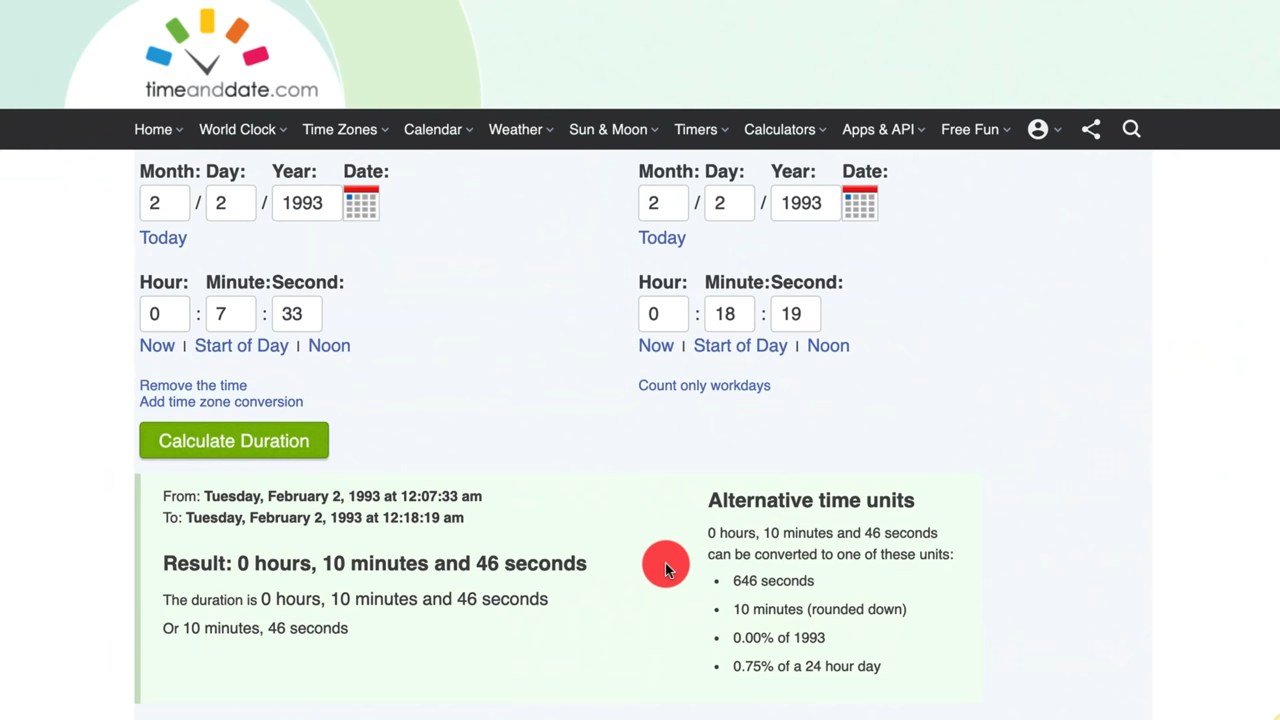 timeanddate.com
Home World Clock Time Zones Calendar Weather Sun & Moon Timers Calculators Apps & API Free Fun
Month: Day: Year: Date:
2 / 2 / 1993
Today
Hour: Minute: Second:
0 : 7 : 33
Now | Start of Day | Noon
Remove the time
Add time zone conversion
Month: Day: Year: Date:
2 / 2 / 1993
Today
Hour: Minute: Second:
0 : 18 : 19
Now | Start of Day | Noon
Count only workdays
Calculate Duration
From: Tuesday, February 2, 1993 at 12:07:33 am
To: Tuesday, February 2, 1993 at 12:18:19 am
Result: 0 hours, 10 minutes and 46 seconds
The duration is 0 hours, 10 minutes and 46 seconds
Or 10 minutes, 46 seconds
Alternative time units
0 hours, 10 minutes and 46 seconds
can be converted to one of these units:
• 646 seconds
• 10 minutes (rounded down)
• 0.00% of 1993
• 0.75% of a 24 hour day